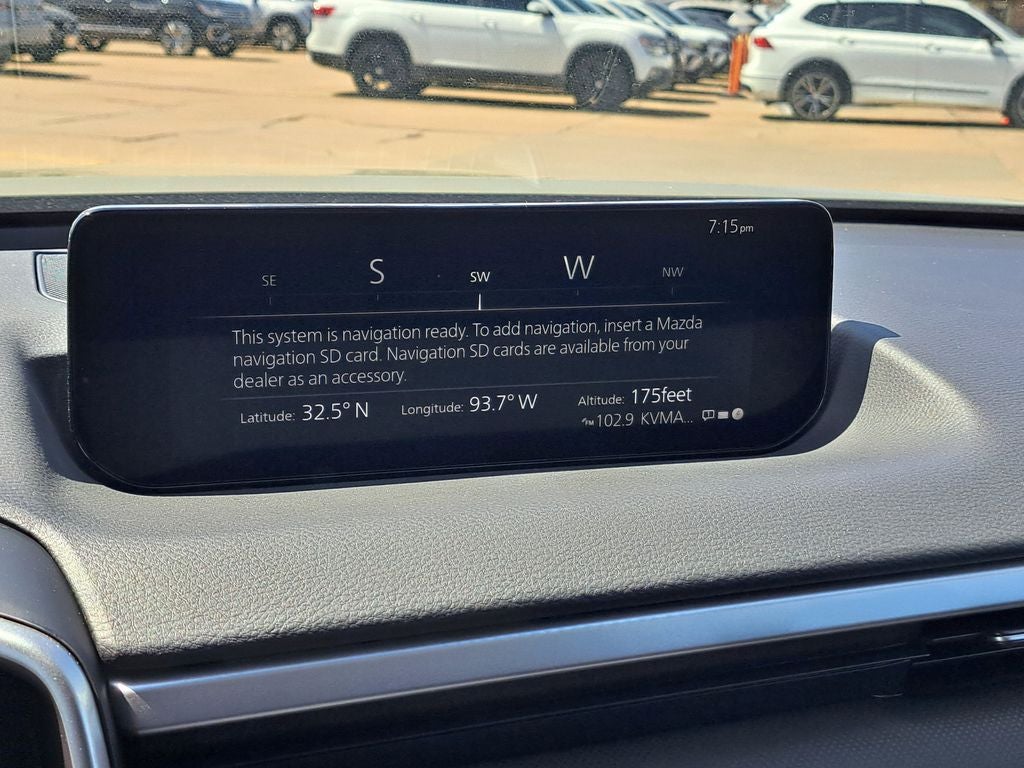 7:15pm
SE S SW W NW
This system is navigation ready. To add navigation, insert a Mazda
navigation SD card. Navigation SD cards are available from your
dealer as an accessory.
Latitude: 32.5° N Longitude: 93.7° W Altitude: 175feet
FM 102.9 KVMA...